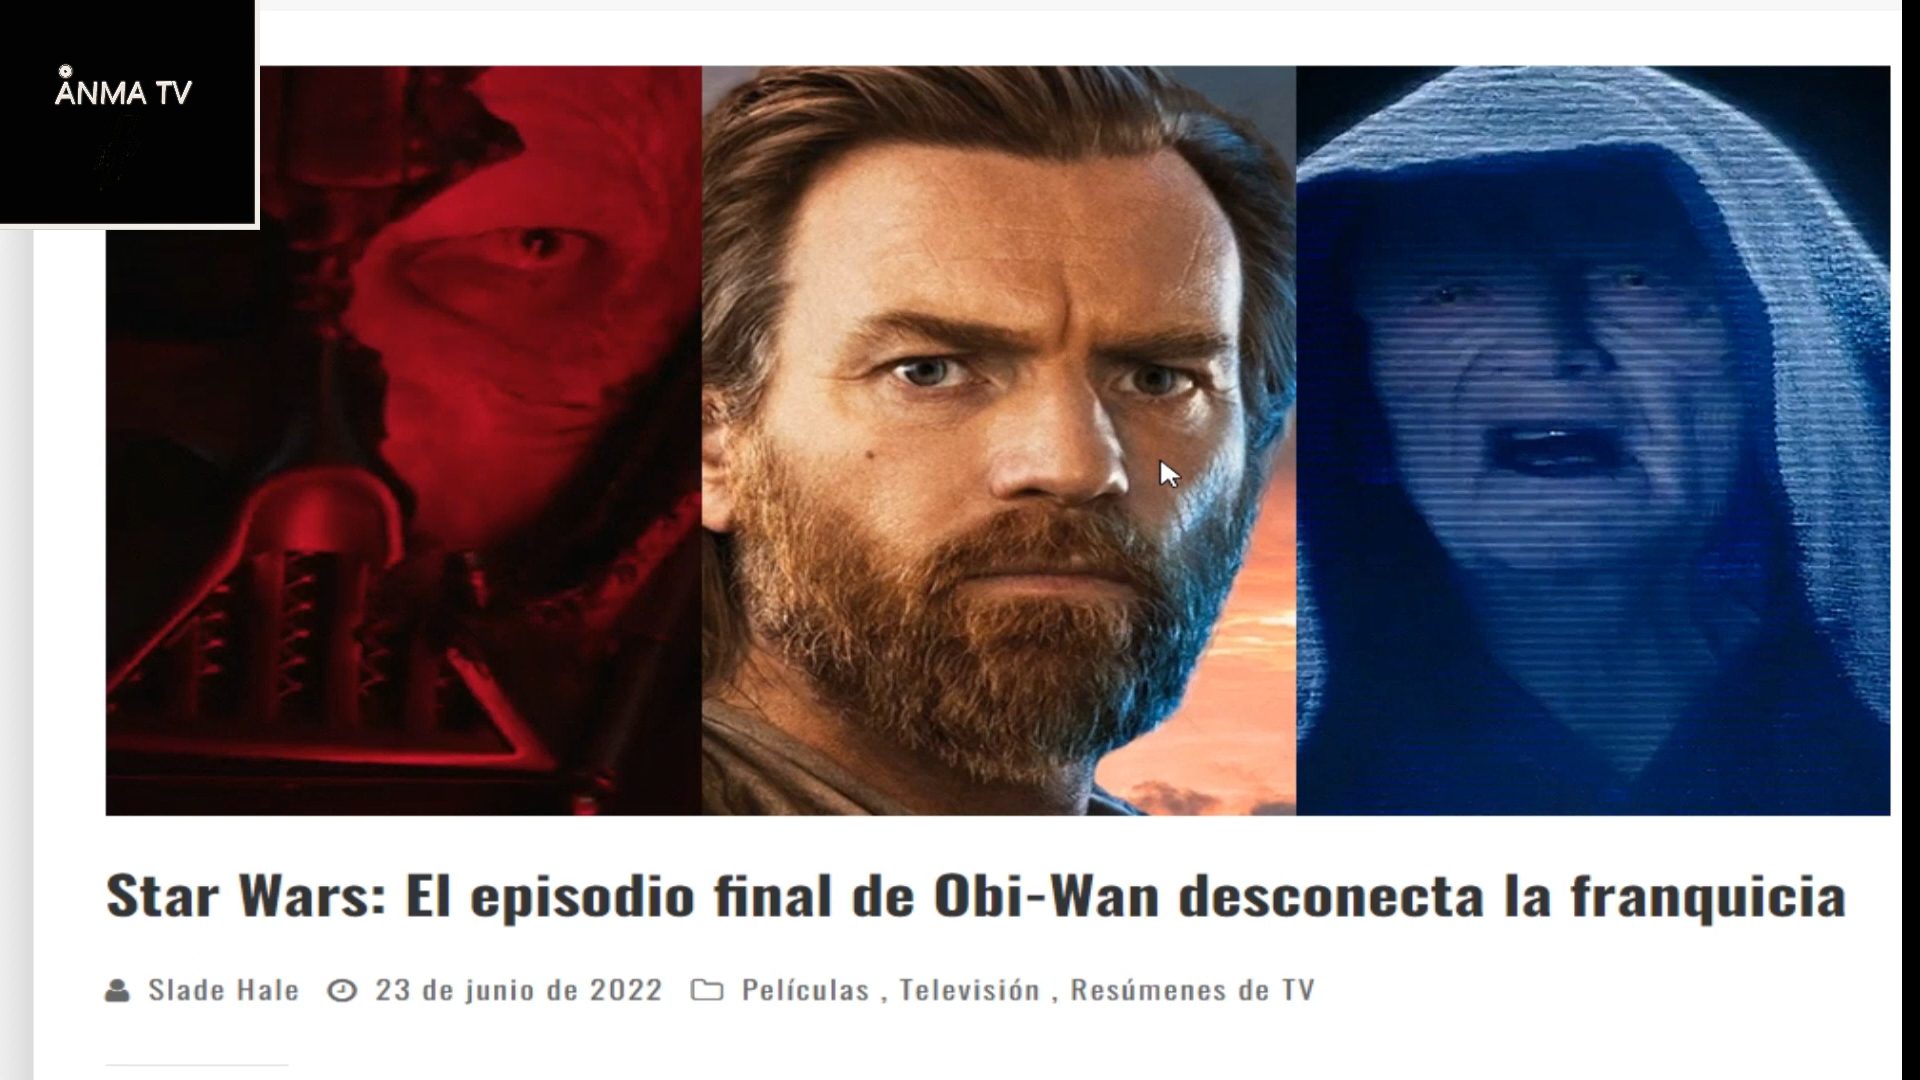 ANMA TV
Star Wars: El episodio final de Obi-Wan desconecta la franquicia
Slade Hale 23 de junio de 2022 Películas , Televisión , Resúmenes de TV